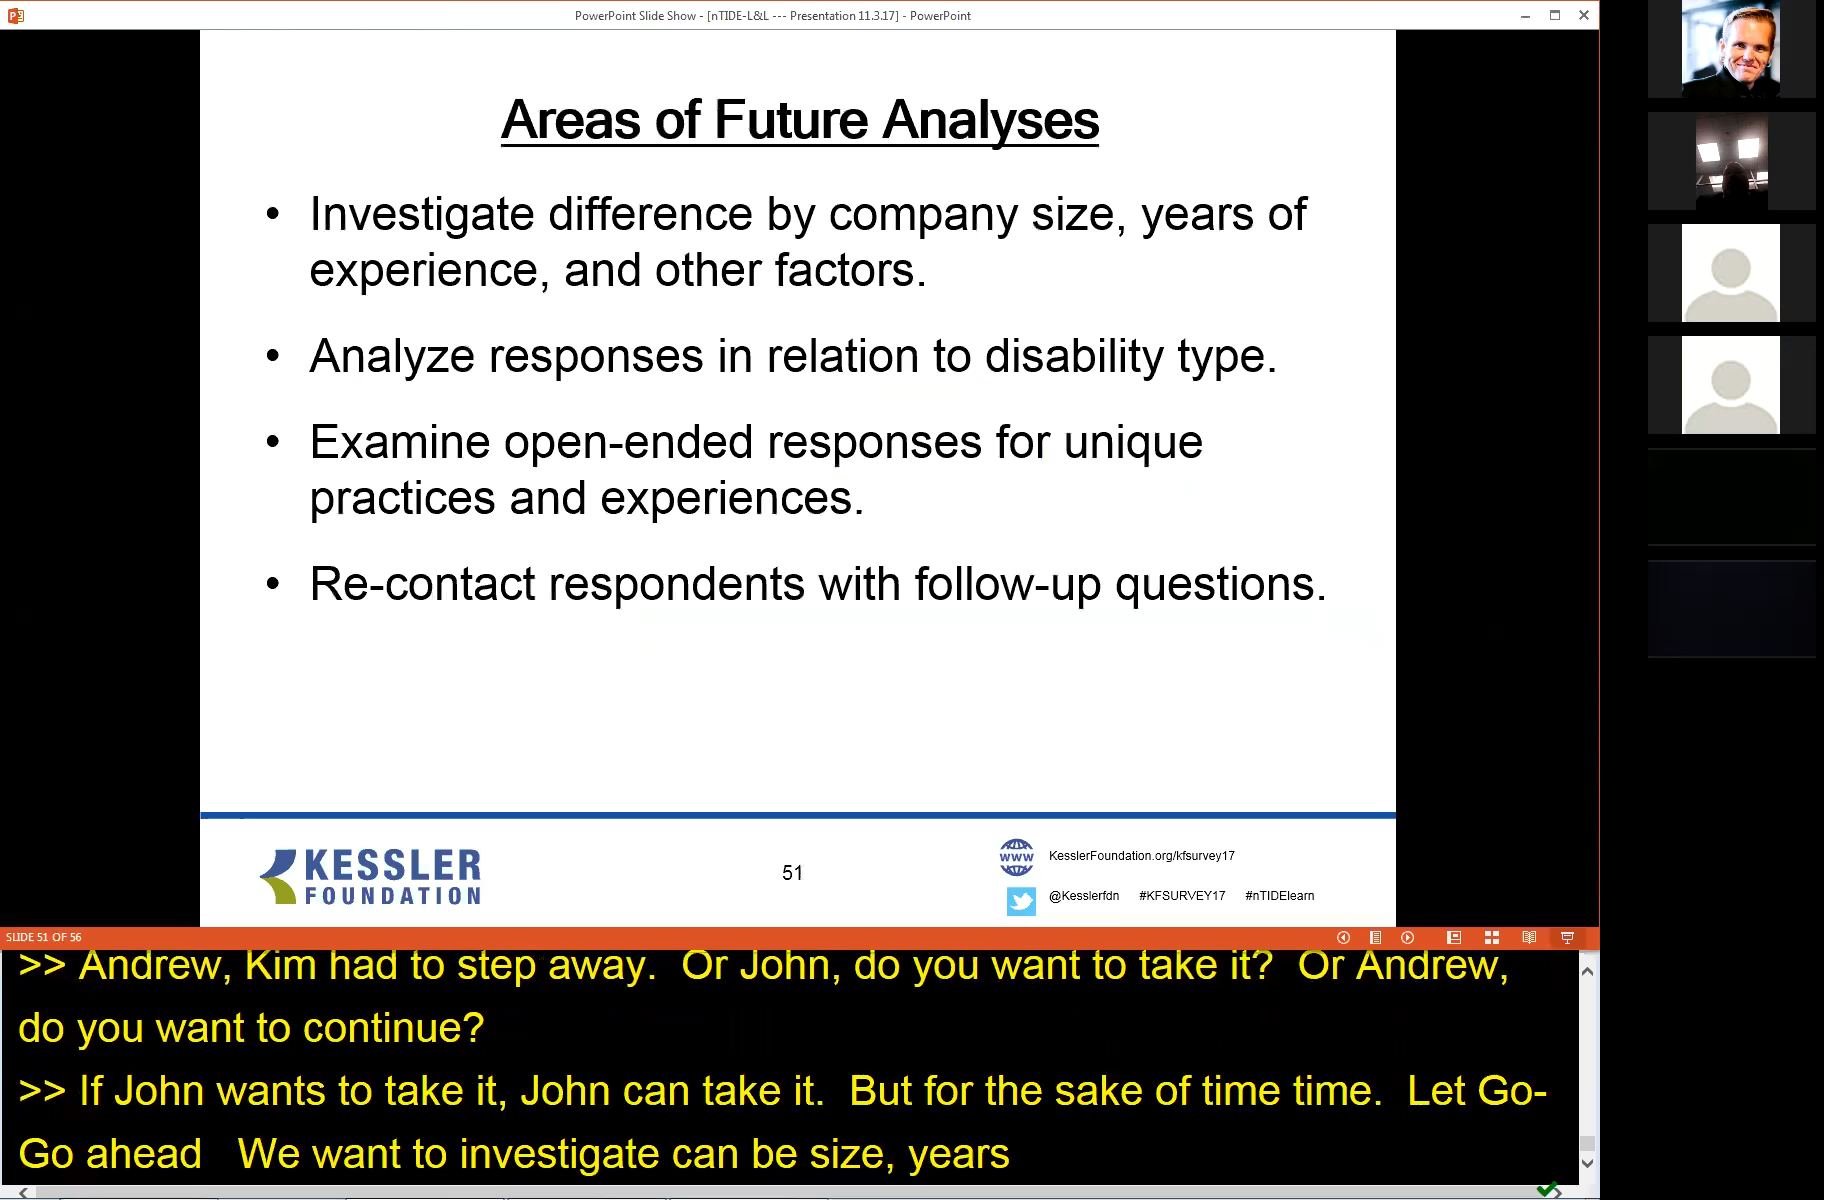 PowerPoint Slide Show - [nTIDE-L&L --- Presentation 11.3.17] - PowerPoint
Areas of Future Analyses
• Investigate difference by company size, years of
experience, and other factors.
• Analyze responses in relation to disability type.
• Examine open-ended responses for unique
practices and experiences.
• Re-contact respondents with follow-up questions.
KESSLER
FOUNDATION
51
www
KesslerFoundation.org/kfsurvey17
@Kesslerfdn #KFSURVEY17 #nTIDElearn
SLIDE 51 OF 56
>> Andrew, Kim had to step away.  Or John, do you want to take it?  Or Andrew,
do you want to continue?
>> If John wants to take it, John can take it.  But for the sake of time time.  Let Go-
Go ahead   We want to investigate can be size, years